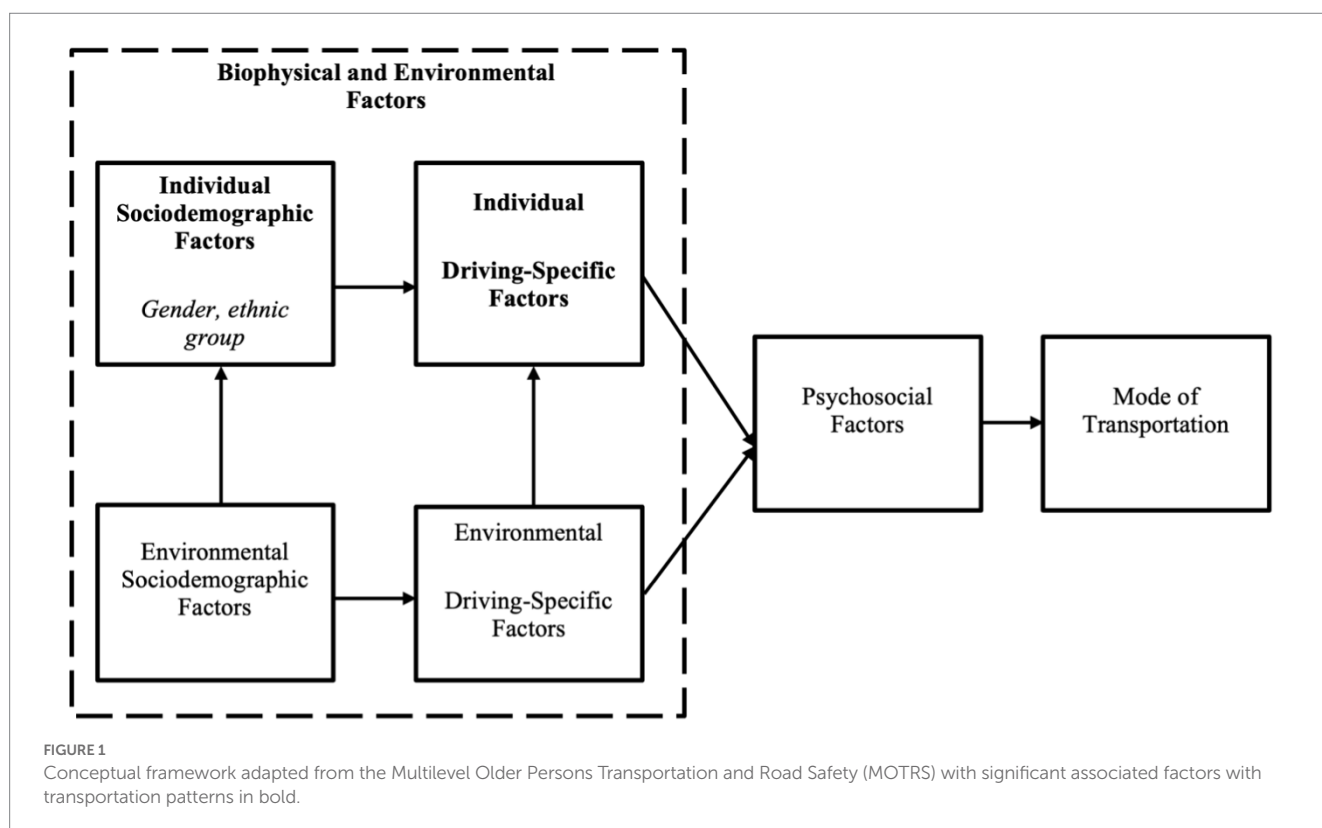 Biophysical and Environmental
Factors
Individual
Sociodemographic
Factors
Gender, ethnic
group
Individual
Driving-Specific
Factors
Psychosocial
Factors
Mode of
Transportation
Environmental
Sociodemographic
Factors
Environmental
Driving-Specific
Factors
FIGURE 1
Conceptual framework adapted from the Multilevel Older Persons Transportation and Road Safety (MOTRS) with significant associated factors with
transportation patterns in bold.